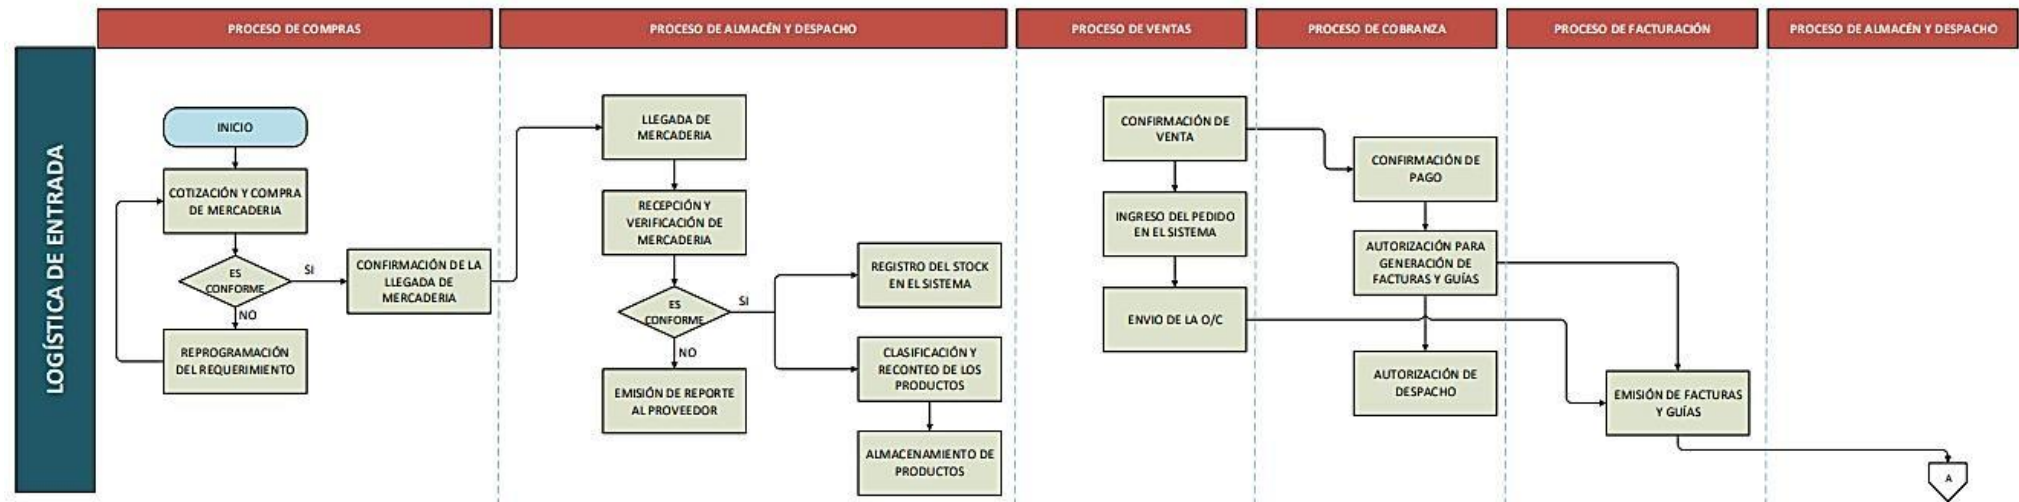 PROCESO DE COMPRAS
PROCESO DE ALMACÉN Y DESPACHO
PROCESO DE VENTAS
PROCESO DE COBRANZA
PROCESO DE FACTURACIÓN
PROCESO DE ALMACÉN Y DESPACHO
LOGÍSTICA DE ENTRADA
INICIO
COTIZACIÓN Y COMPRA
DE MERCADERIA
ES
CONFORME
SI
NO
REPROGRAMACIÓN
DEL REQUERIMIENTO
CONFIRMACIÓN DE LA
LLEGADA DE
MERCADERIA
LLEGADA DE
MERCADERIA
RECEPCIÓN Y
VERIFICACIÓN DE
MERCADERIA
ES
CONFORME
SI
NO
EMISIÓN DE REPORTE
AL PROVEEDOR
REGISTRO DEL STOCK
EN EL SISTEMA
CLASIFICACIÓN Y
RECONTEO DE LOS
PRODUCTOS
ALMACENAMIENTO DE
PRODUCTOS
CONFIRMACIÓN DE
VENTA
INGRESO DEL PEDIDO
EN EL SISTEMA
ENVIO DE LA O/C
CONFIRMACIÓN DE
PAGO
AUTORIZACIÓN PARA
GENERACIÓN DE
FACTURAS Y GUÍAS
AUTORIZACIÓN DE
DESPACHO
EMISIÓN DE FACTURAS
Y GUÍAS
A